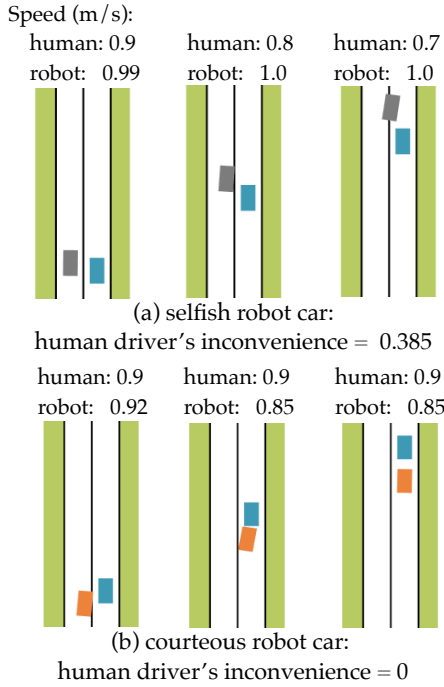 Speed (m/s):
human: 0.9 human: 0.8 human: 0.7
robot: 0.99 robot: 1.0 robot: 1.0
(a) selfish robot car:
human driver's inconvenience = 0.385
human: 0.9 human: 0.9 human: 0.9
robot: 0.92 robot: 0.85 robot: 0.85
(b) courteous robot car:
human driver's inconvenience = 0